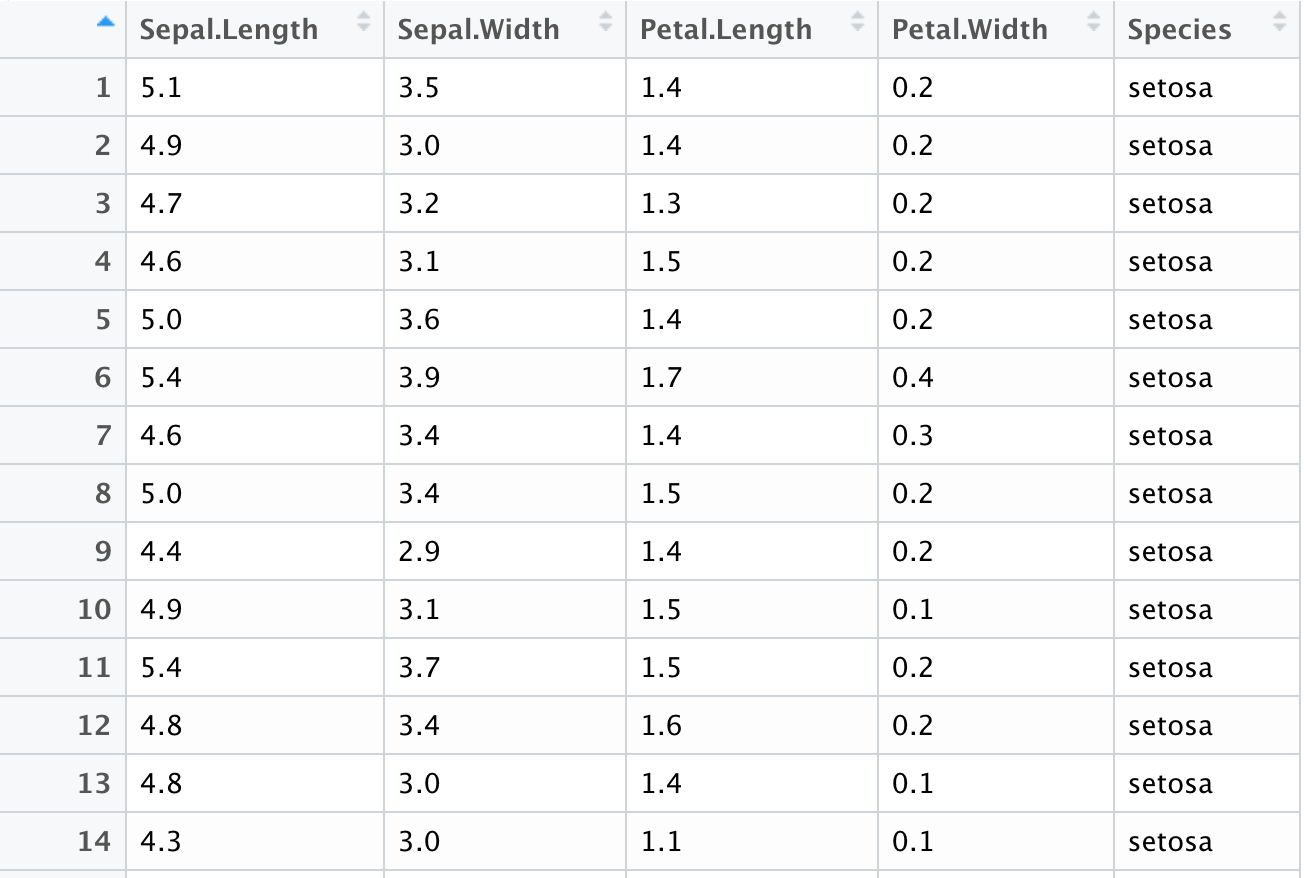 Sepal.Length Sepal.Width Petal.Length Petal.Width Species
1 5.1 3.5 1.4 0.2 setosa
2 4.9 3.0 1.4 0.2 setosa
3 4.7 3.2 1.3 0.2 setosa
4 4.6 3.1 1.5 0.2 setosa
5 5.0 3.6 1.4 0.2 setosa
6 5.4 3.9 1.7 0.4 setosa
7 4.6 3.4 1.4 0.3 setosa
8 5.0 3.4 1.5 0.2 setosa
9 4.4 2.9 1.4 0.2 setosa
10 4.9 3.1 1.5 0.1 setosa
11 5.4 3.7 1.5 0.2 setosa
12 4.8 3.4 1.6 0.2 setosa
13 4.8 3.0 1.4 0.1 setosa
14 4.3 3.0 1.1 0.1 setosa